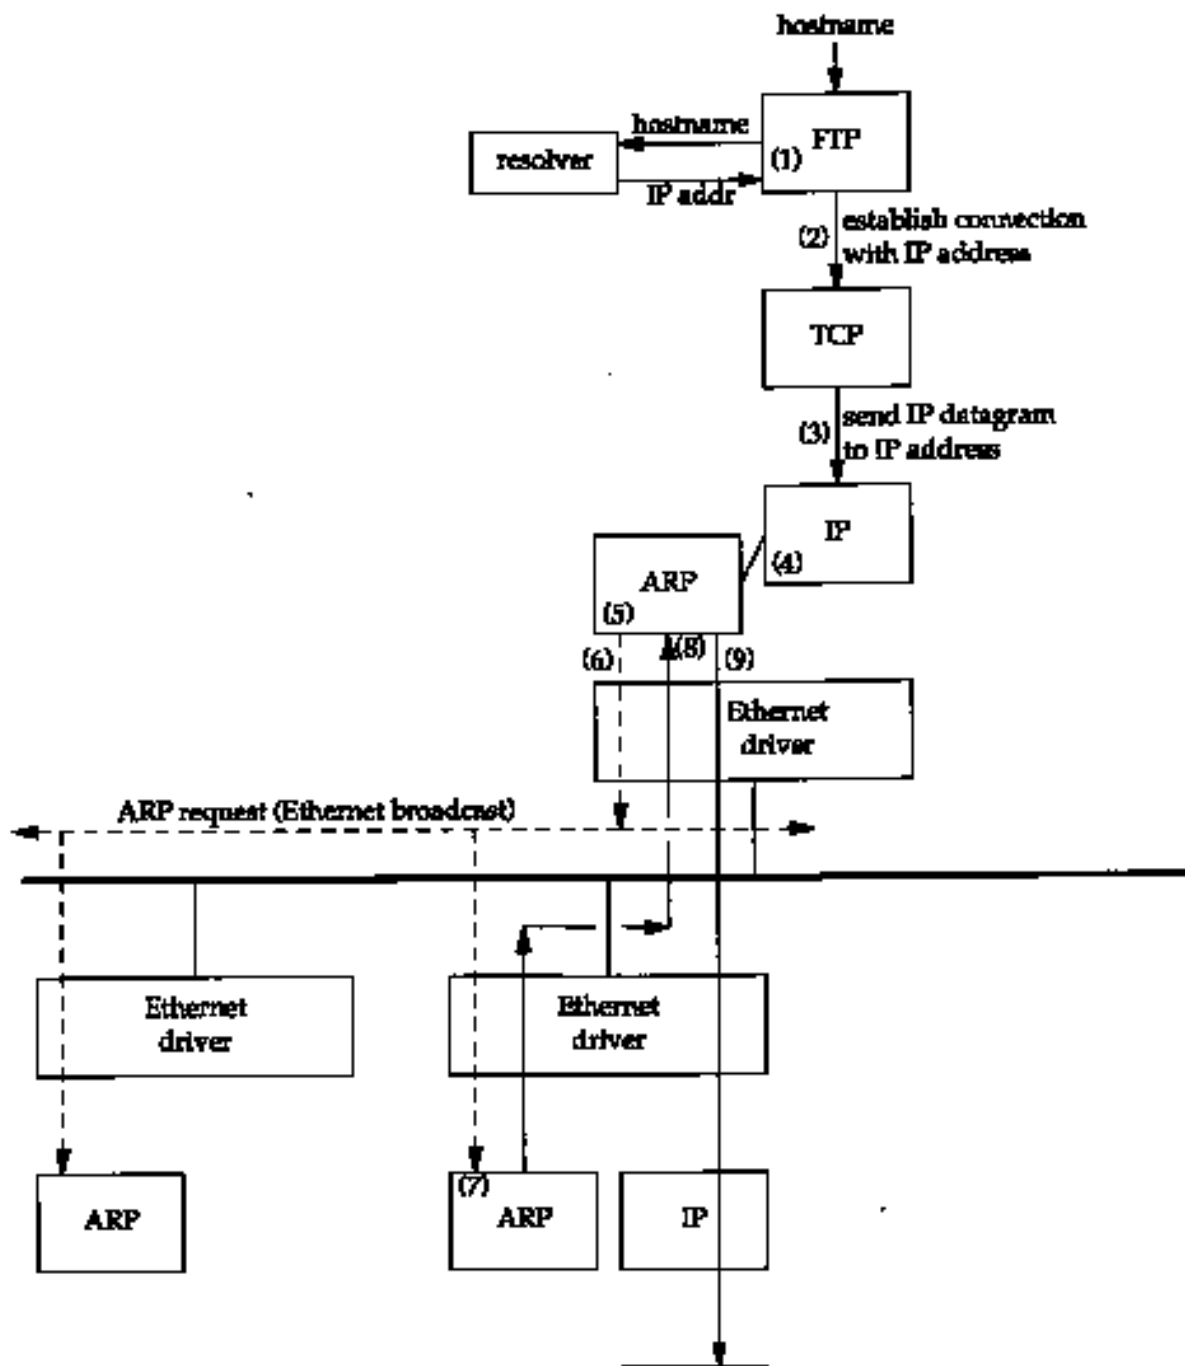 hostname
hostname
FTP
resolver
(1)
IP addr
establish connection
(2)
with IP address
TCP
send IP datagram
(3)
to IP address
IP
(4)
ARP
(5)
(6)
(8)
(9)
Ethernet
driver
ARP request (Ethernet broadcast)
Ethernet
driver
Ethernet
driver
(7)
ARP
ARP
IP